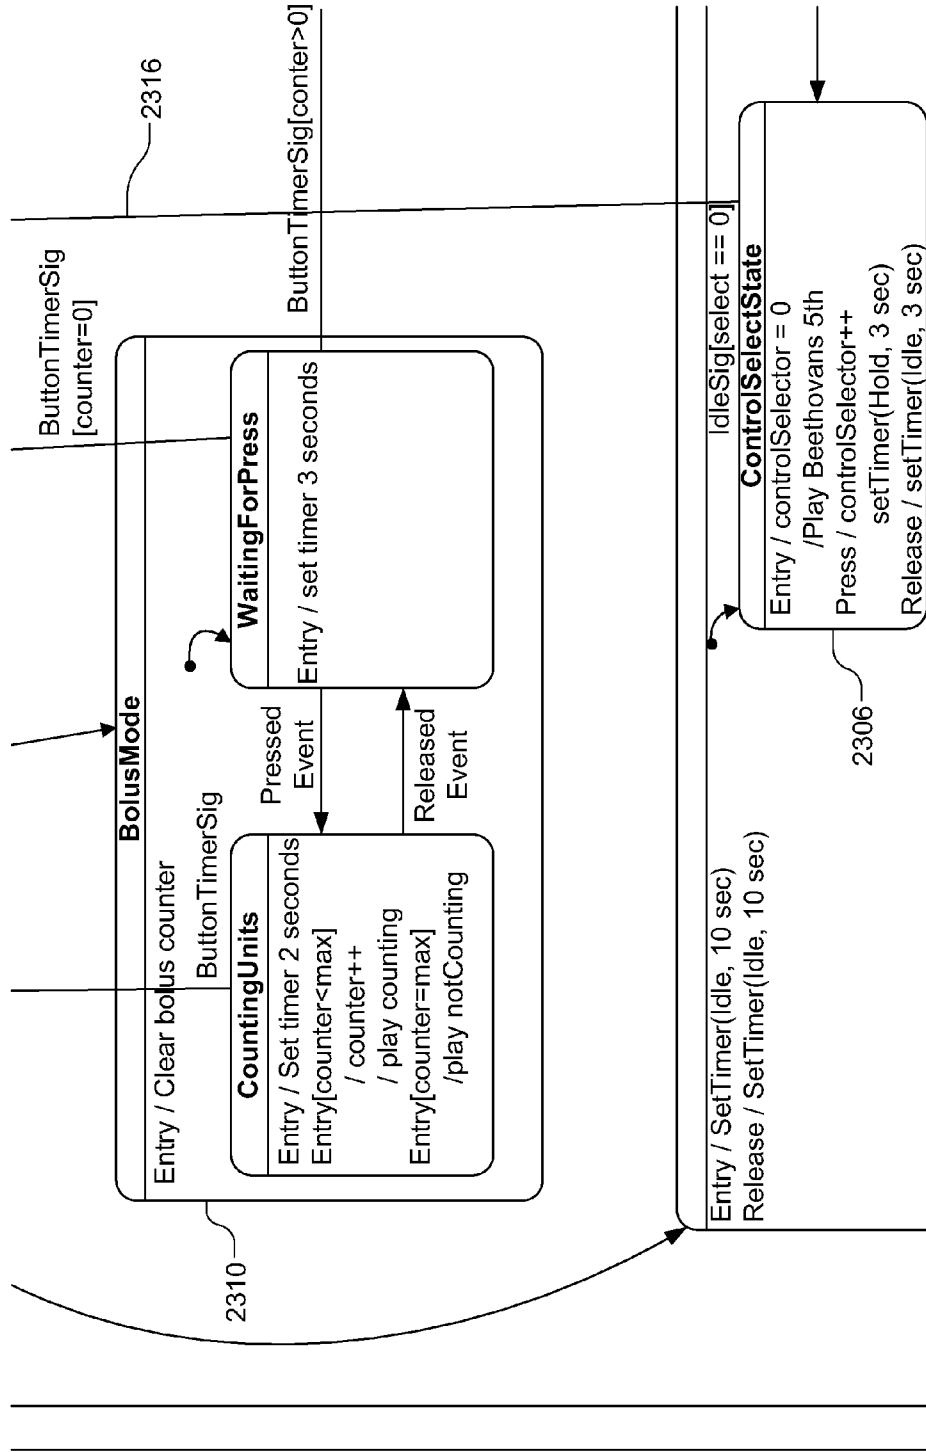 BolusMode
Entry / Clear bolus counter
ButtonTimerSig
CountingUnits
Entry / Set timer 2 seconds
Entry[counter<max]
/ counter++
/ play counting
Entry[counter=max]
/play notCounting
Pressed
Event
Released
Event
WaitingForPress
Entry / set timer 3 seconds
ButtonTimerSig
[counter=0]
ButtonTimerSig[conter>0]
2316
2310
Entry / SetTimer(Idle, 10 sec)
Release / SetTimer(Idle, 10 sec)
IdleSig[select == 0]
ControlSelectState
Entry / controlSelector = 0
/Play Beethovans 5th
Press / controlSelector++
setTimer(Hold, 3 sec)
Release / setTimer(Idle, 3 sec)
2306